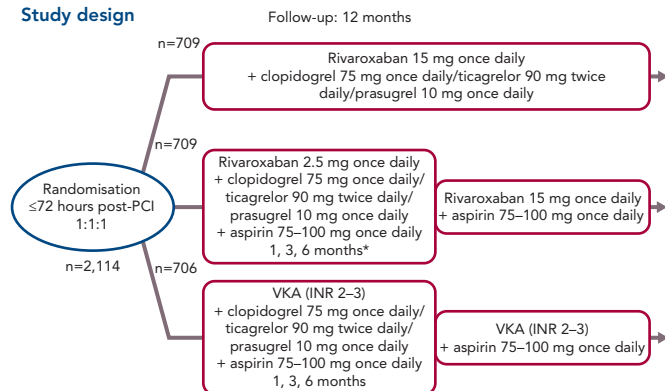 Study design
Follow-up: 12 months
n=709
Rivaroxaban 15 mg once daily
+ clopidogrel 75 mg once daily/ticagrelor 90 mg twice
daily/prasugrel 10 mg once daily
n=709
Randomisation
≤72 hours post-PCI
1:1:1
n=2,114
Rivaroxaban 2.5 mg once daily
+ clopidogrel 75 mg once daily/
ticagrelor 90 mg twice daily/
prasugrel 10 mg once daily
+ aspirin 75–100 mg once daily
1, 3, 6 months*
Rivaroxaban 15 mg once daily
+ aspirin 75–100 mg once daily
n=706
VKA (INR 2–3)
+ clopidogrel 75 mg once daily/
ticagrelor 90 mg twice daily/
prasugrel 10 mg once daily
+ aspirin 75–100 mg once daily
1, 3, 6 months
VKA (INR 2–3)
+ aspirin 75–100 mg once daily